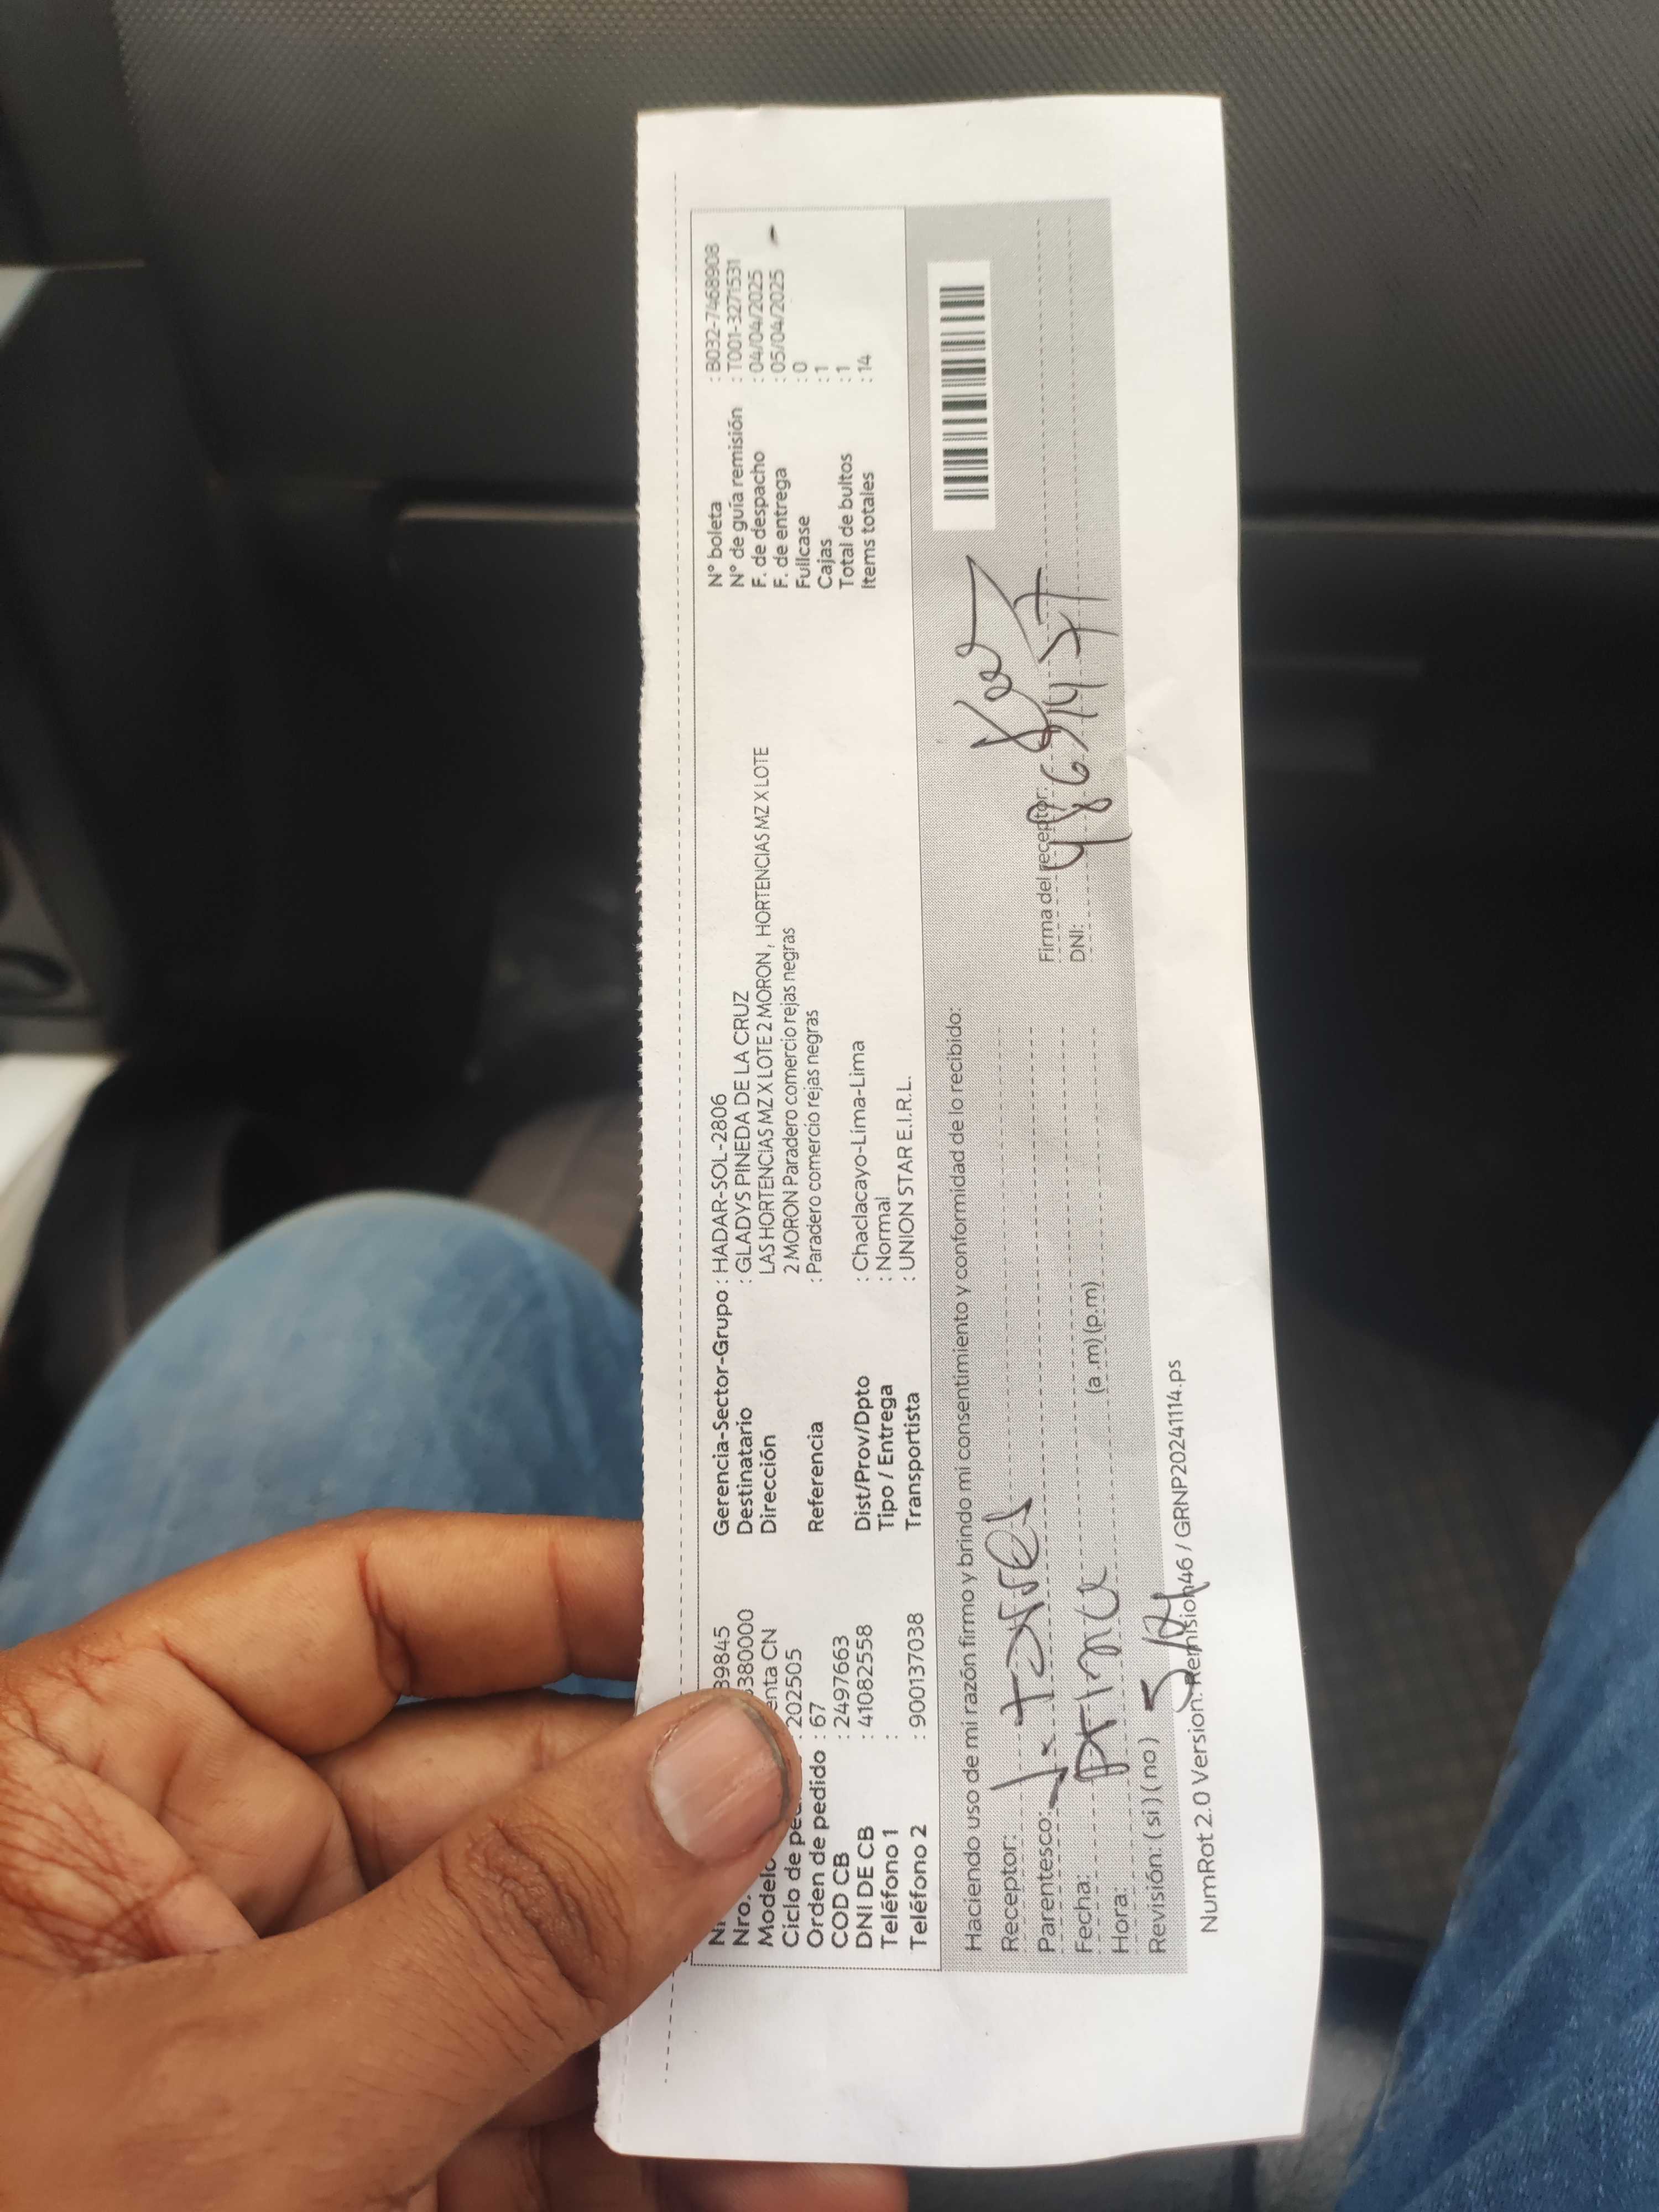 39845
380000
Modelo enta CN
Ciclo de pe : 202505
Orden de pedido : 67
COD CB : 2497663
DNI DE CB : 41082558
Teléfono 1 :
Teléfono 2 : 900137038
Gerencia-Sector-Grupo : HADAR-SOL-2806
Destinatario : GLADYS PINEDA DE LA CRUZ
Dirección LAS HORTENCIAS MZ X LOTE 2 MORON , HORTENCIAS MZ X LOTE
2 MORON Paradero comercio rejas negras
Referencia : Paradero comercio rejas negras
Dist/Prov/Dpto : Chaclacayo-Lima-Lima
Tipo / Entrega : Normal
Transportista : UNION STAR E.I.R.L.
N° boleta : B032-7468908
N° de guía remisión : T001-3271531
F. de despacho : 04/04/2025
F. de entrega : 05/04/2025
Fullcase : 0
Cajas : 1
Total de bultos : 1
Items totales : 14
Haciendo uso de mi razón firmo y brindo mi consentimiento y conformidad de lo recibido:
Receptor:
Parentesco:
Fecha:
Hora: (a .m) (p.m)
Revisión: ( si ) ( no )
Firma del receptor:
DNI:
NumRot 2.0 Version: Remision46 / GRNP20241114.ps